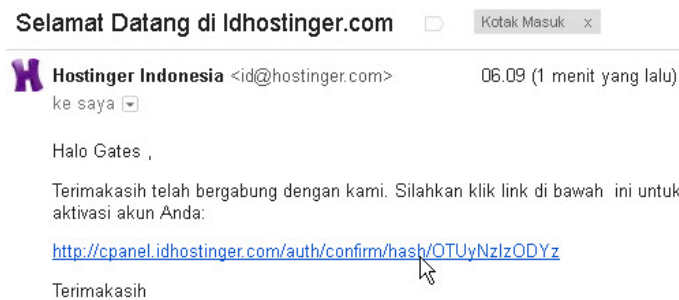 Selamat Datang di Idhostinger.com
Kotak Masuk x
Hostinger Indonesia <id@hostinger.com> 06.09 (1 menit yang lalu)
ke saya
Halo Gates ,
Terimakasih telah bergabung dengan kami. Silahkan klik link di bawah ini untuk
aktivasi akun Anda:
http://cpanel.idhostinger.com/auth/confirm/hash/OTUyNzIzODYz
Terimakasih